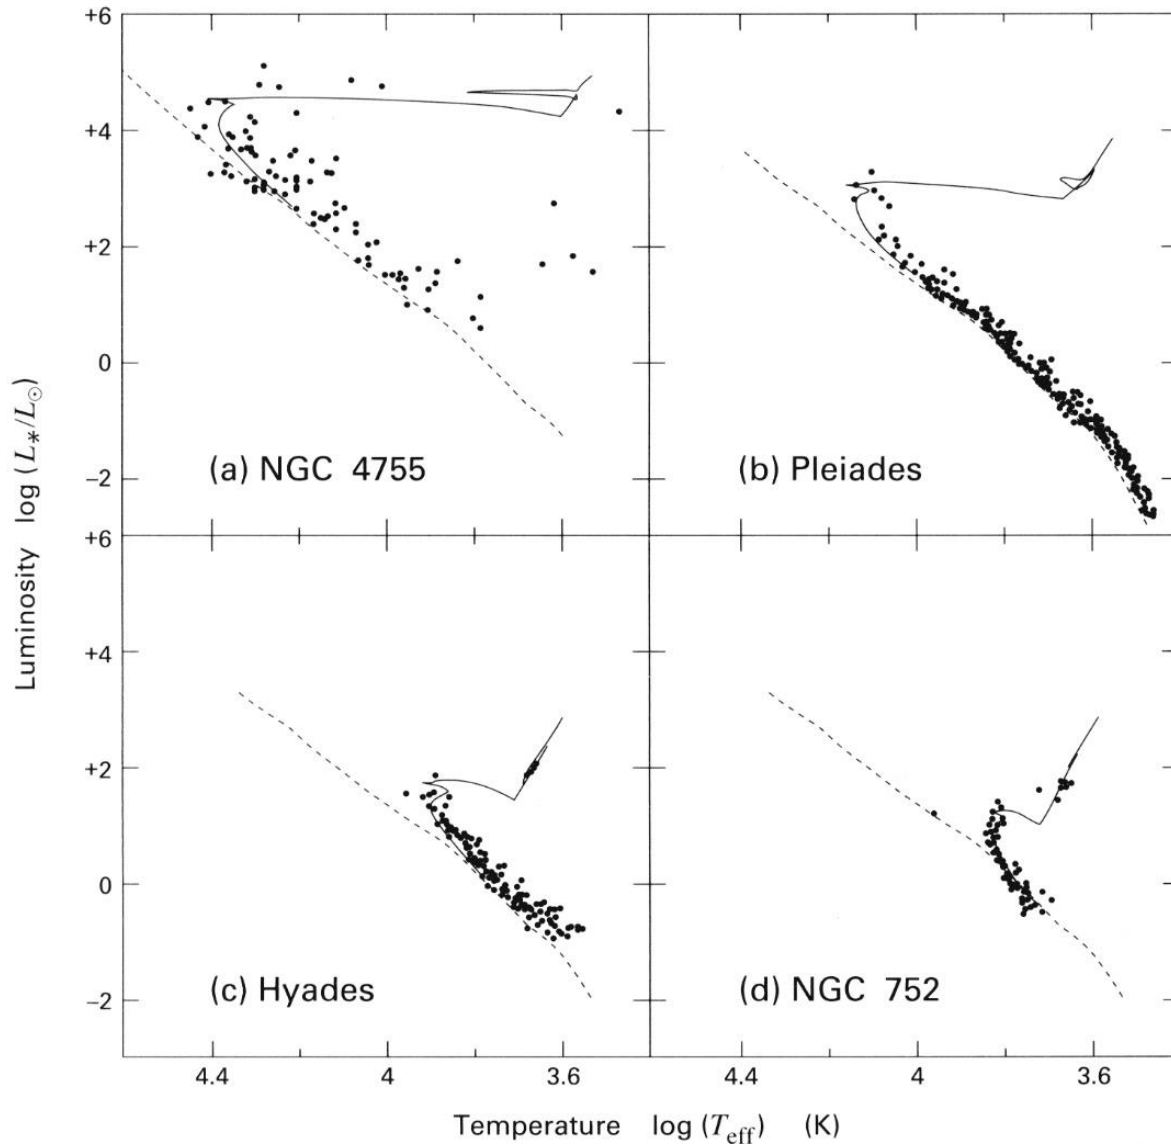 +6
+4
+2
0
−2
+6
+4
+2
0
−2
(a) NGC 4755
(b) Pleiades
(c) Hyades
(d) NGC 752
4.4 4 3.6
4.4 4 3.6
Luminosity log (L*/L☉)
Temperature log (Teff) (K)